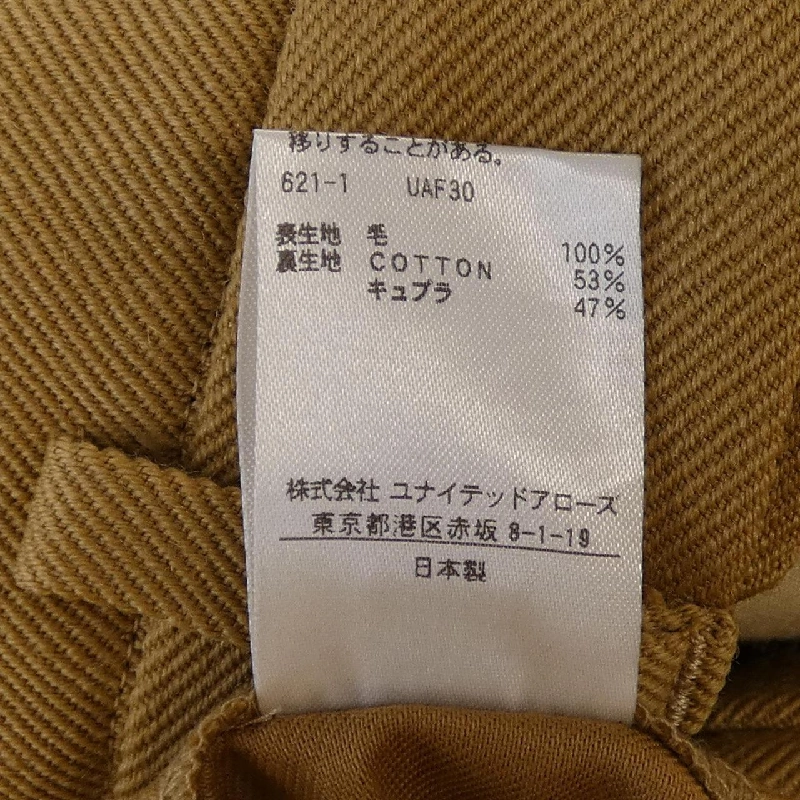 移りすることがある。
621-1 UAF30
表生地 毛 100%
裏生地 COTTON 53%
キュプラ 47%
株式会社 ユナイテッドアローズ
東京都港区赤坂 8-1-19
日本製